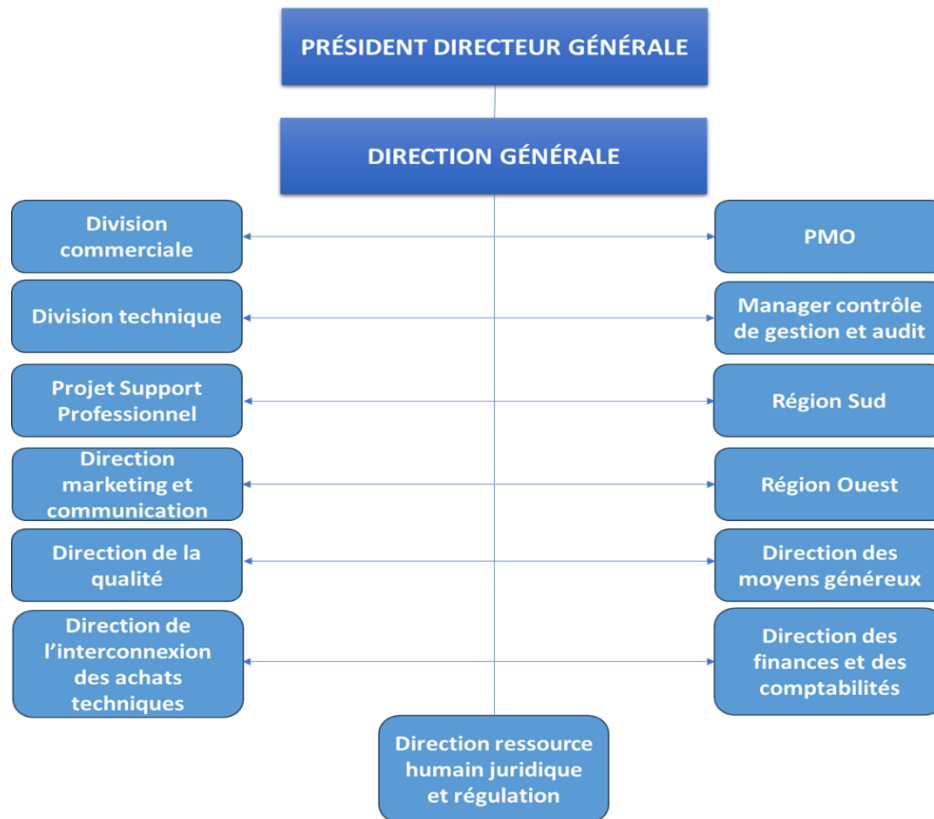 PRÉSIDENT DIRECTEUR GÉNÉRALE
DIRECTION GÉNÉRALE
Division
commerciale
PMO
Division technique
Manager contrôle
de gestion et audit
Projet Support
Professionnel
Région Sud
Direction
marketing et
communication
Région Ouest
Direction de la
qualité
Direction des
moyens généreux
Direction de
l’interconnexion
des achats
techniques
Direction des
finances et des
comptabilités
Direction ressource
humain juridique
et régulation